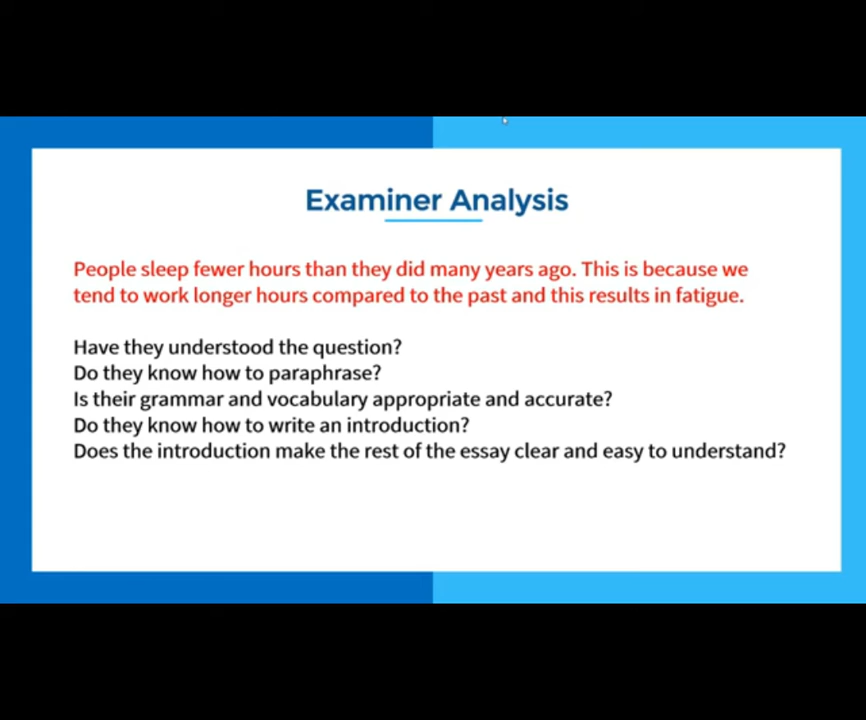 Examiner Analysis
People sleep fewer hours than they did many years ago. This is because we
tend to work longer hours compared to the past and this results in fatigue.
Have they understood the question?
Do they know how to paraphrase?
Is their grammar and vocabulary appropriate and accurate?
Do they know how to write an introduction?
Does the introduction make the rest of the essay clear and easy to understand?